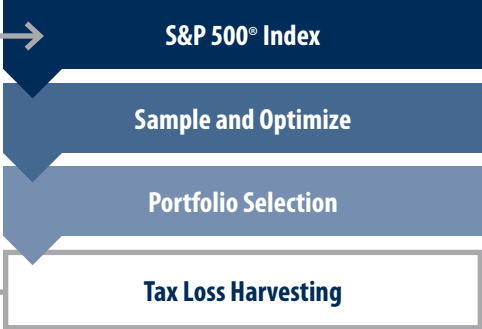 S&P 500® Index
Sample and Optimize
Portfolio Selection
Tax Loss Harvesting